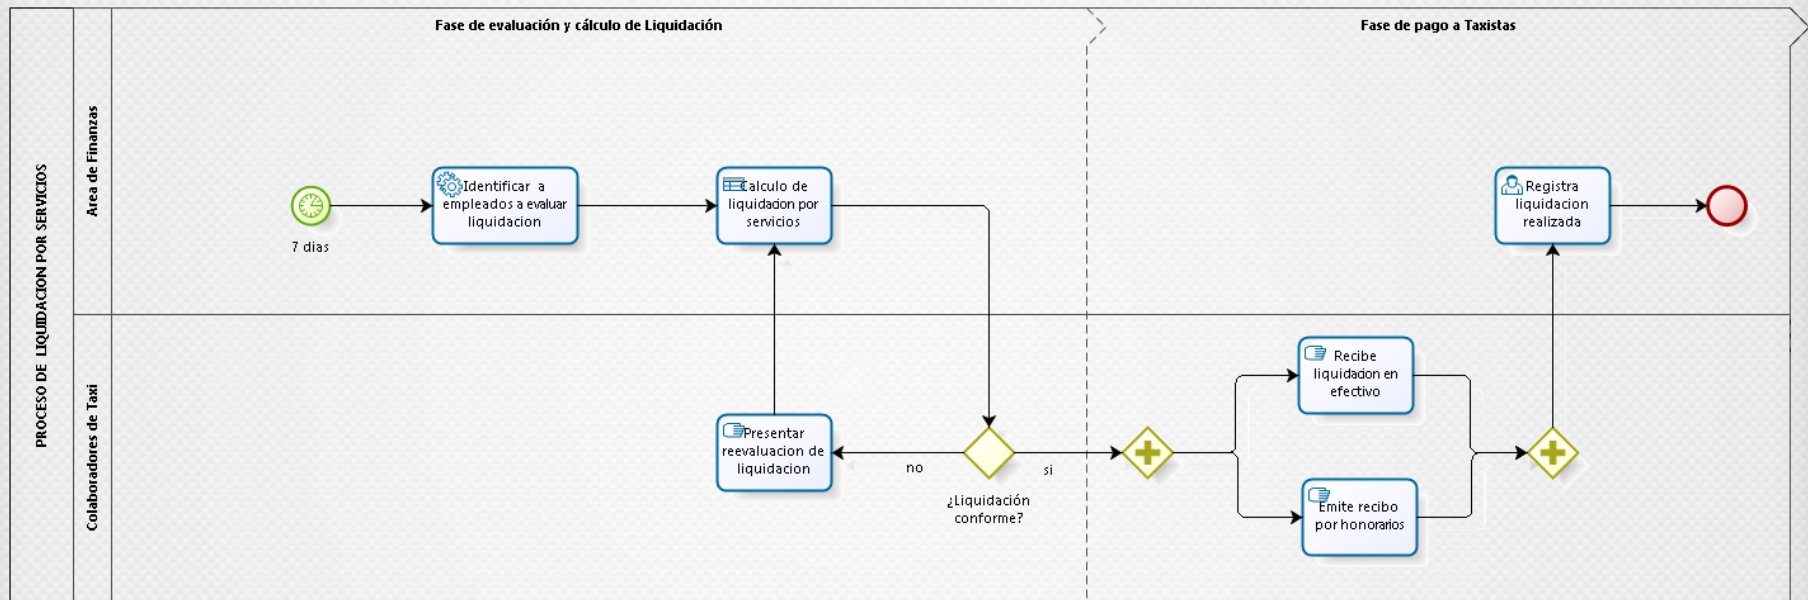 Fase de evaluación y cálculo de Liquidación
Fase de pago a Taxistas
PROCESO DE LIQUIDACION POR SERVICIOS
Area de Finanzas
7 dias
Identificar a
empleados a evaluar
liquidacion
Calculo de
liquidacion por
servicios
Registra
liquidacion
realizada
Colaboradores de Taxi
Presentar
reevaluacion de
liquidacion
no
¿Liquidación
conforme?
si
Recibe
liquidacion en
efectivo
Emite recibo
por honorarios